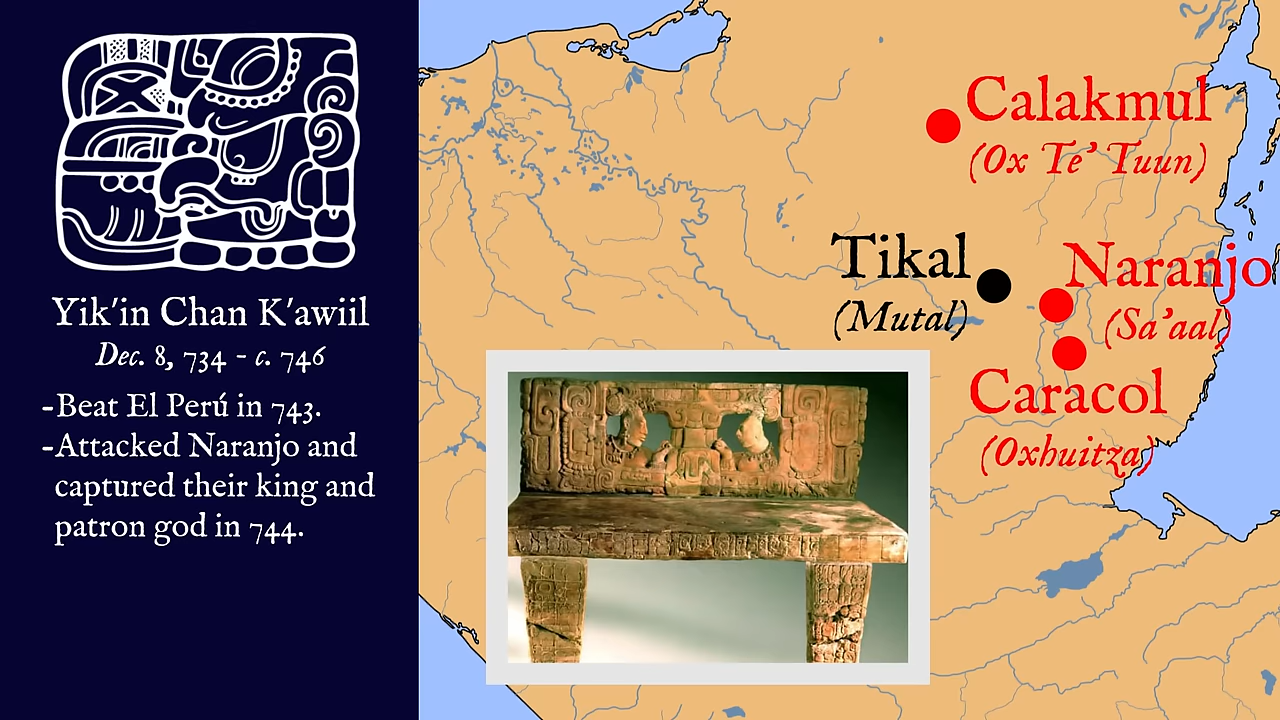 Yik'in Chan K'awiil
Dec. 8, 734 - c. 746
-Beat El Perú in 743.
-Attacked Naranjo and
captured their king and
patron god in 744.
Calakmul
(Ox Te' Tuun)
Tikal
(Mutal)
Naranjo
(Sa'aal)
Caracol
(Oxhuitza)